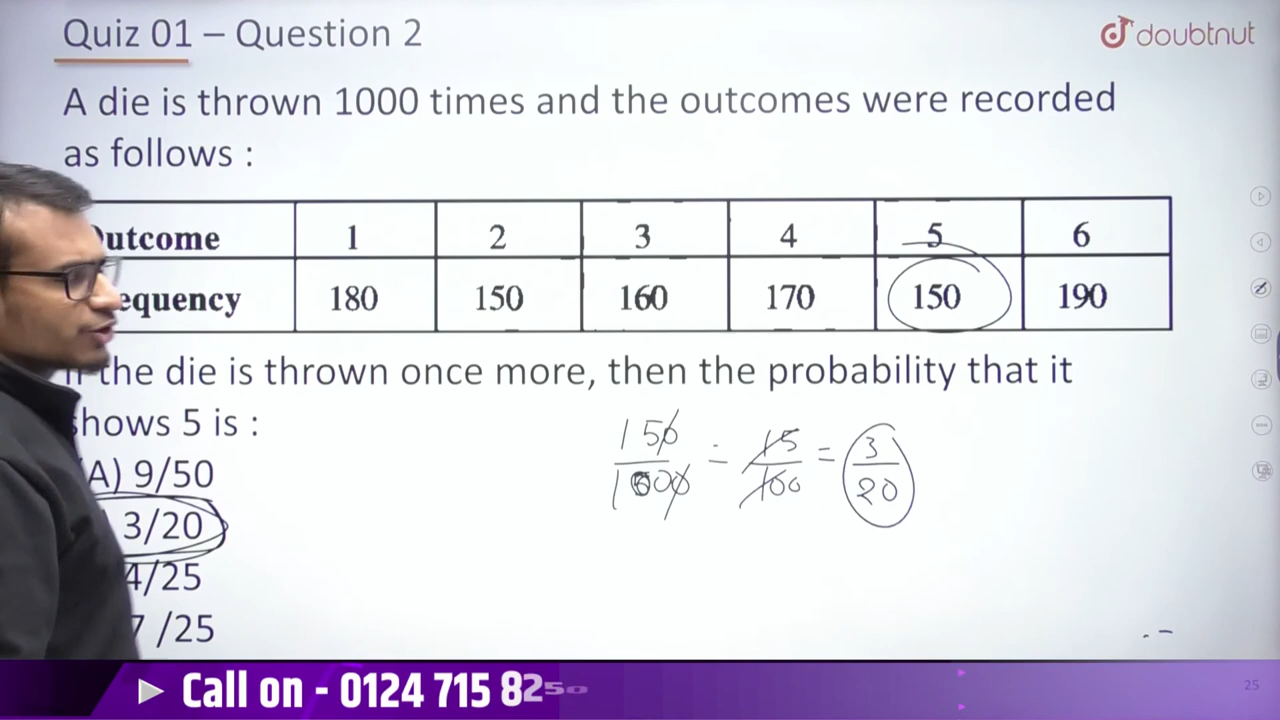 Quiz 01 – Question 2
doubtnut
A die is thrown 1000 times and the outcomes were recorded
as follows :
utcome 1 2 3 4 5 6
equency 180 150 160 170 150 190
the die is thrown once more, then the probability that it
hows 5 is :
150/1000 = 15/100 = 3/20
A) 9/50
3/20
4/25
7 /25
Call on - 0124 715 8250
25